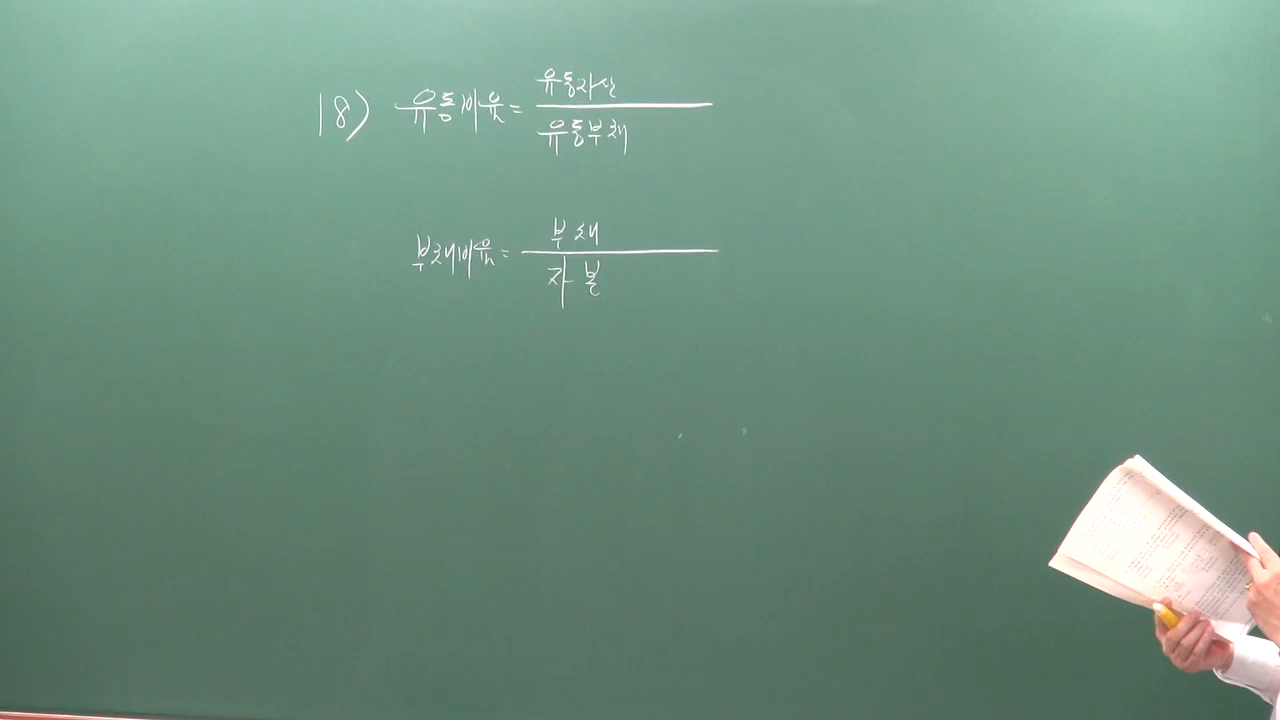 18) 유동비율 = 유동자산
유동부채
부채비율 = 부채
자본